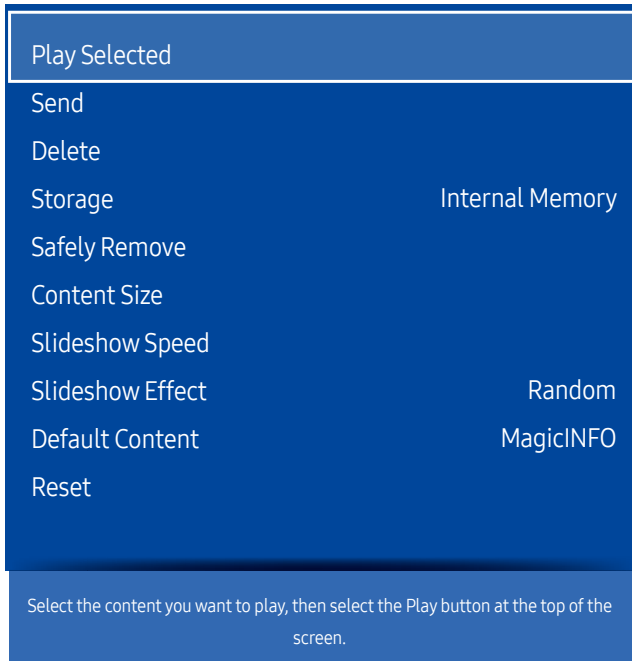 Play Selected
Send
Delete
Storage Internal Memory
Safely Remove
Content Size
Slideshow Speed
Slideshow Effect Random
Default Content MagicINFO
Reset
Select the content you want to play, then select the Play button at the top of the
screen.